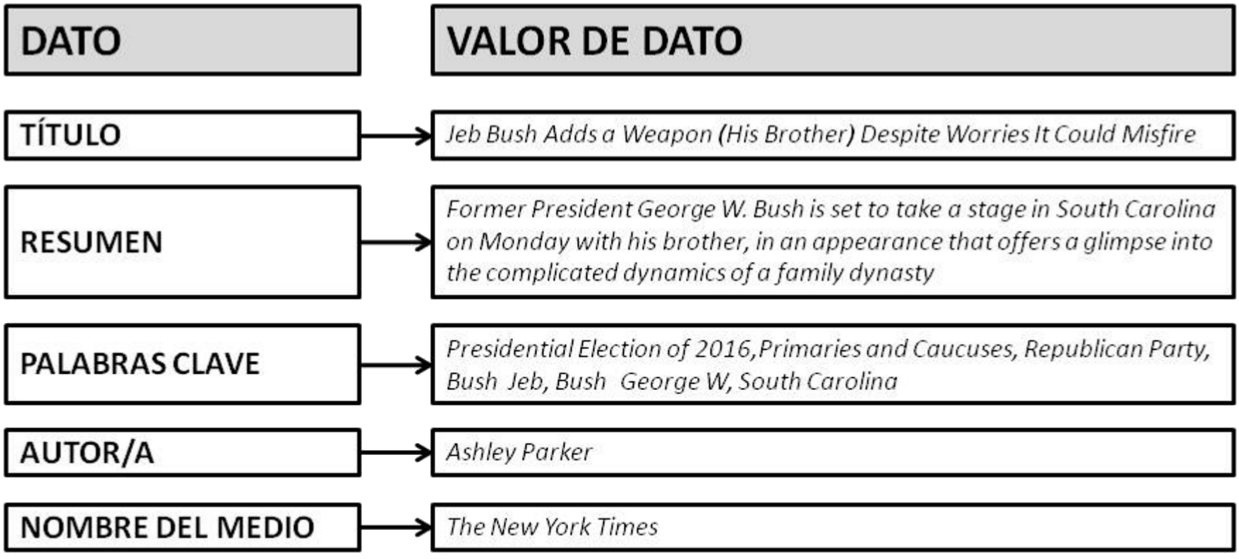 DATO
VALOR DE DATO
TÍTULO
Jeb Bush Adds a Weapon (His Brother) Despite Worries It Could Misfire
RESUMEN
Former President George W. Bush is set to take a stage in South Carolina
on Monday with his brother, in an appearance that offers a glimpse into
the complicated dynamics of a family dynasty
PALABRAS CLAVE
Presidential Election of 2016,Primaries and Caucuses, Republican Party,
Bush Jeb, Bush George W, South Carolina
AUTOR/A
Ashley Parker
NOMBRE DEL MEDIO
The New York Times